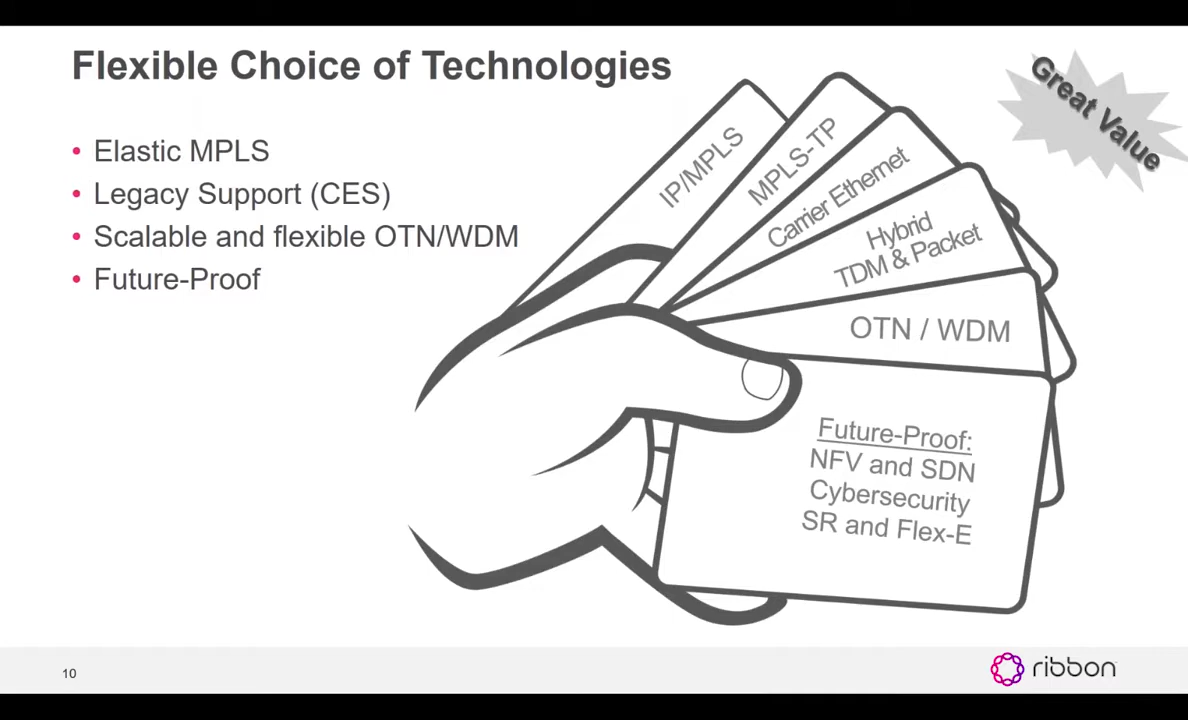 Flexible Choice of Technologies
Great Value
• Elastic MPLS
• Legacy Support (CES)
• Scalable and flexible OTN/WDM
• Future-Proof
IP/MPLS
MPLS-TP
Carrier Ethernet
Hybrid
TDM & Packet
OTN / WDM
Future-Proof:
NFV and SDN
Cybersecurity
SR and Flex-E
10
ribbon